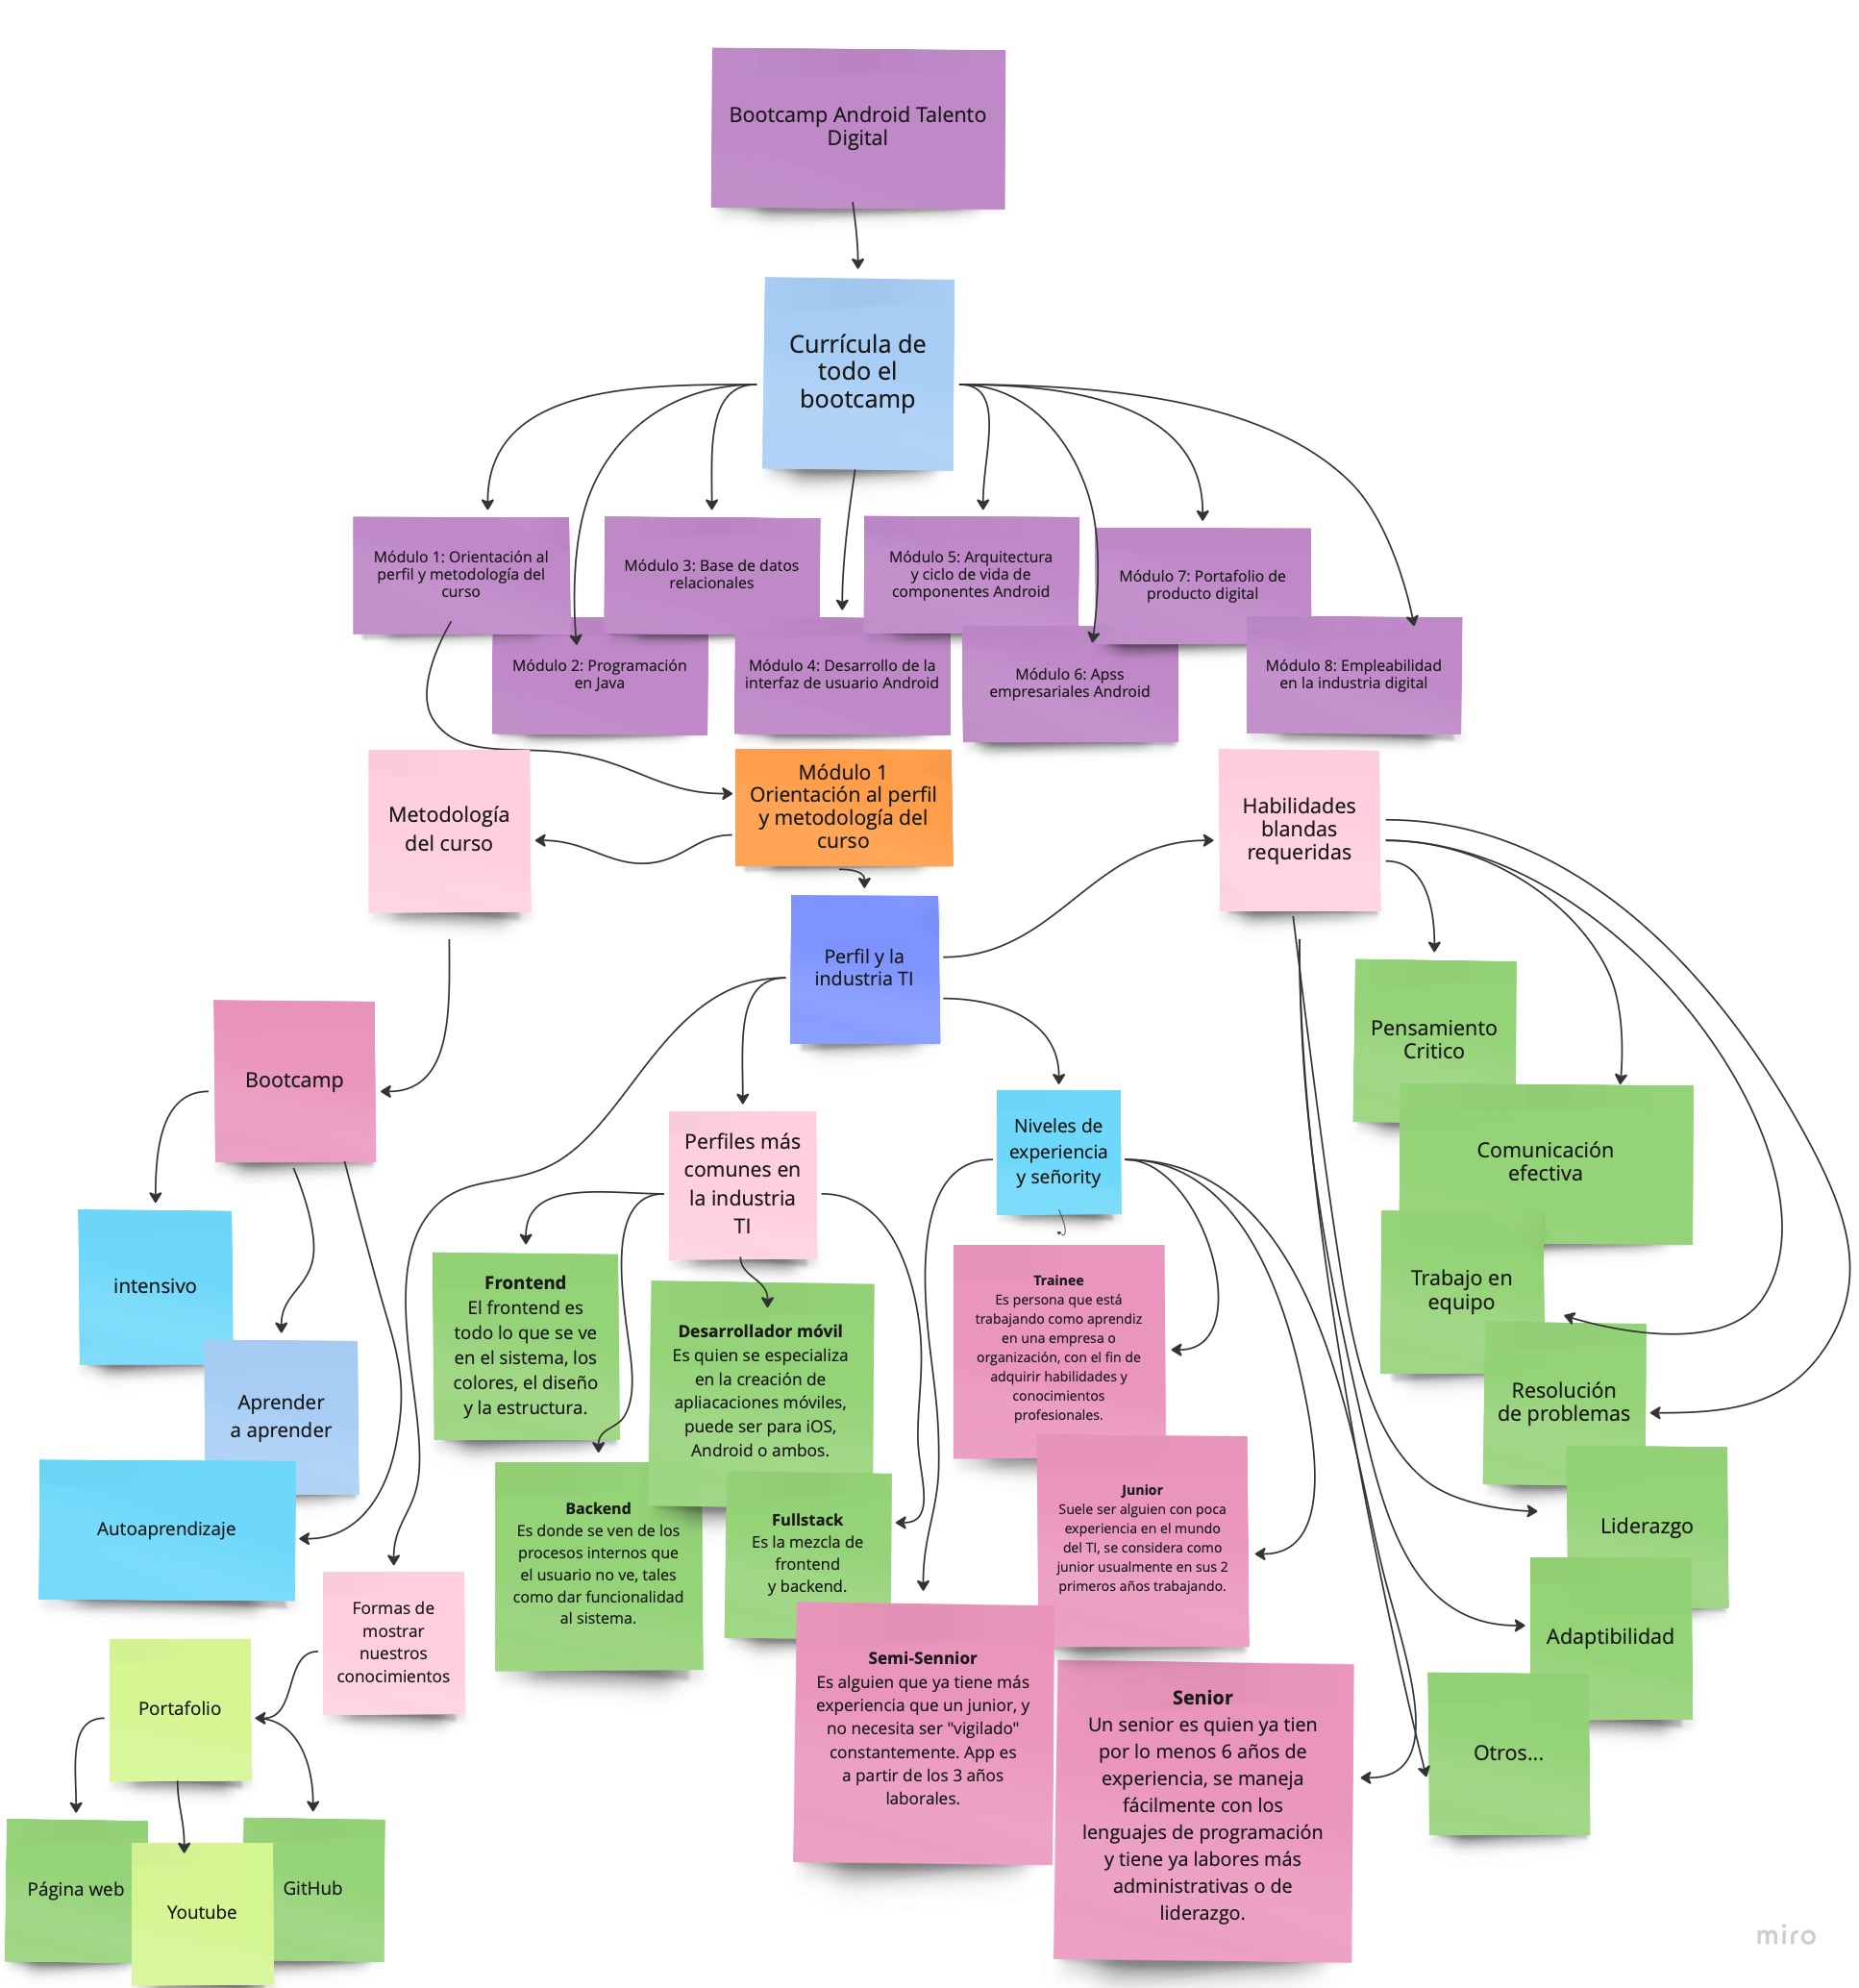 Bootcamp Android Talento
Digital
Currícula de
todo el
bootcamp
Módulo 1: Orientación al
perfil y metodología del
curso
Módulo 2: Programación
en Java
Módulo 3: Base de datos
relacionales
Módulo 4: Desarrollo de la
interfaz de usuario Android
Módulo 5: Arquitectura
y ciclo de vida de
componentes Android
Módulo 6: Apss
empresariales Android
Módulo 7: Portafolio de
producto digital
Módulo 8: Empleabilidad
en la industria digital
Metodología
del curso
Módulo 1
Orientación al perfil
y metodología del
curso
Habilidades
blandas
requeridas
Perfil y la
industria TI
Bootcamp
intensivo
Aprender
a aprender
Autoaprendizaje
Perfiles más
comunes en
la industria
TI
Niveles de
experiencia
y señority
Pensamiento
Critico
Comunicación
efectiva
Trabajo en
equipo
Resolución
de problemas
Liderazgo
Adaptibilidad
Otros...
Frontend
El frontend es
todo lo que se ve
en el sistema, los
colores, el diseño
y la estructura.
Desarrollador móvil
Es quien se especializa
en la creación de
apliacaciones móviles,
puede ser para iOS,
Android o ambos.
Backend
Es donde se ven de los
procesos internos que
el usuario no ve, tales
como dar funcionalidad
al sistema.
Fullstack
Es la mezcla de
frontend
y backend.
Trainee
Es persona que está
trabajando como aprendiz
en una empresa o
organización, con el fin de
adquirir habilidades y
conocimientos
profesionales.
Junior
Suele ser alguien con poca
experiencia en el mundo
del TI, se considera como
junior usualmente en sus 2
primeros años trabajando.
Semi-Sennior
Es alguien que ya tiene más
experiencia que un junior, y
no necesita ser "vigilado"
constantemente. App es
a partir de los 3 años
laborales.
Senior
Un senior es quien ya tien
por lo menos 6 años de
experiencia, se maneja
fácilmente con los
lenguajes de programación
y tiene ya labores más
administrativas o de
liderazgo.
Formas de
mostrar
nuestros
conocimientos
Portafolio
Página web
Youtube
GitHub
miro